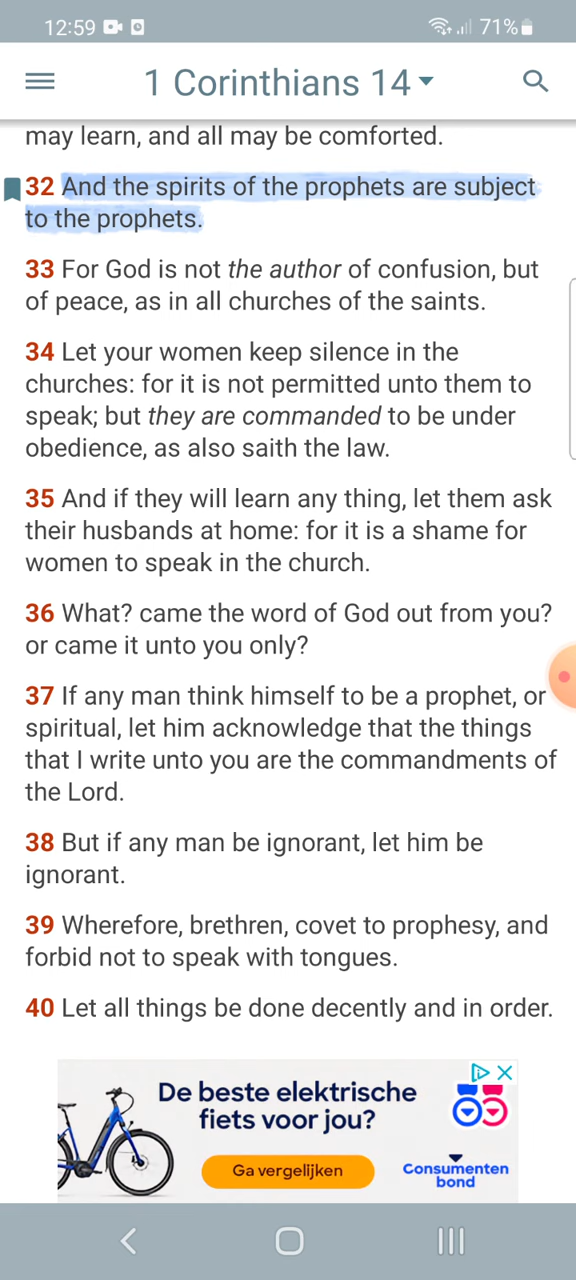 12:59
71%
1 Corinthians 14
may learn, and all may be comforted.
32 And the spirits of the prophets are subject
to the prophets.
33 For God is not the author of confusion, but
of peace, as in all churches of the saints.
34 Let your women keep silence in the
churches: for it is not permitted unto them to
speak; but they are commanded to be under
obedience, as also saith the law.
35 And if they will learn any thing, let them ask
their husbands at home: for it is a shame for
women to speak in the church.
36 What? came the word of God out from you?
or came it unto you only?
37 If any man think himself to be a prophet, or
spiritual, let him acknowledge that the things
that I write unto you are the commandments of
the Lord.
38 But if any man be ignorant, let him be
ignorant.
39 Wherefore, brethren, covet to prophesy, and
forbid not to speak with tongues.
40 Let all things be done decently and in order.
De beste elektrische
fiets voor jou?
Ga vergelijken
Consumenten
bond